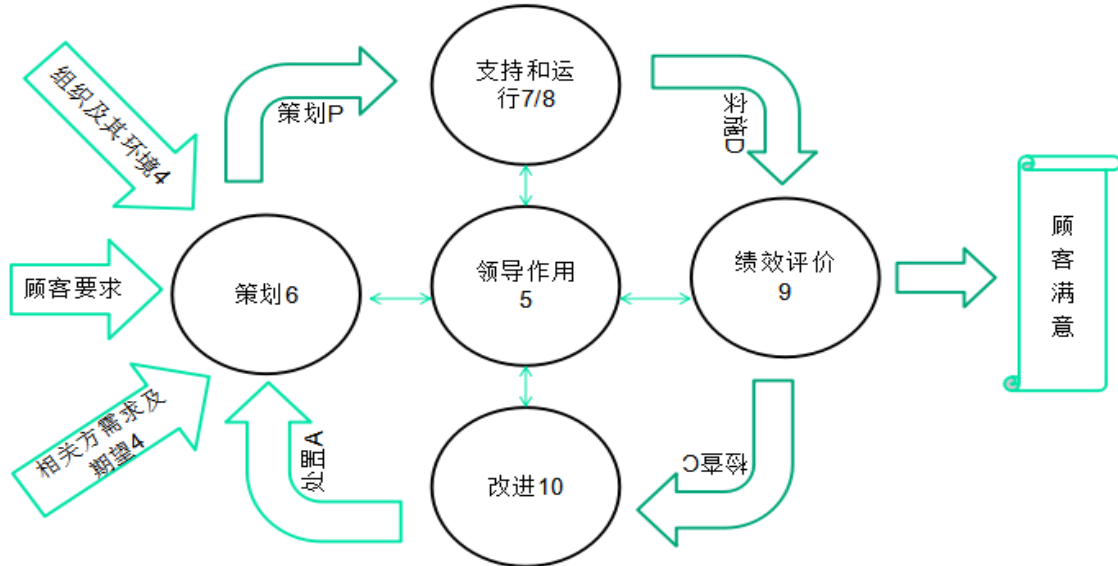 组织及其环境4
策划P
支持和运
行7/8
实施D
顾客要求
策划6
领导作用
5
绩效评价
9
顾
客
满
意
相关方需求及
期望4
处置A
改进10
检查C